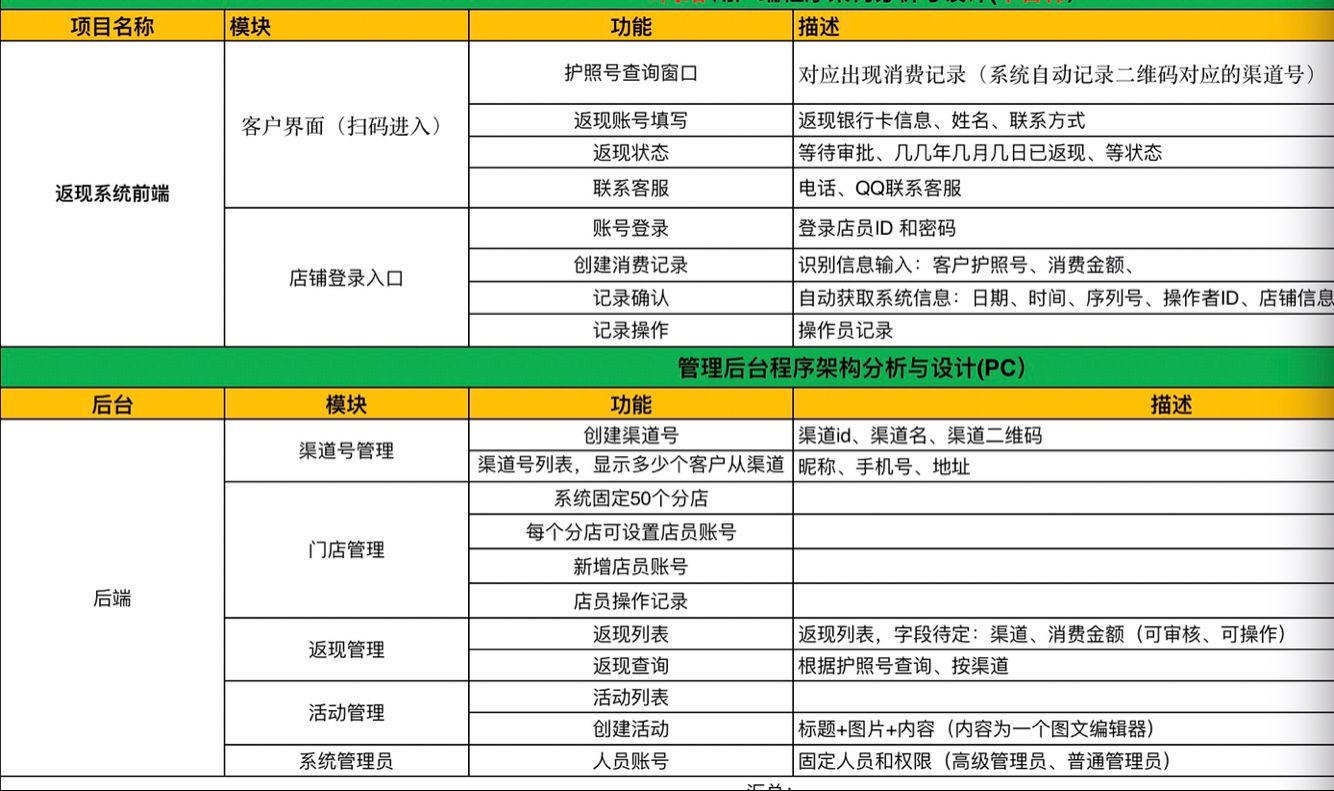 项目名称 模块 功能 描述
返现系统前端 客户界面（扫码进入） 护照号查询窗口 对应出现消费记录（系统自动记录二维码对应的渠道号）
返现账号填写 返现银行卡信息、姓名、联系方式
返现状态 等待审批、几几年几月几日已返现、等状态
联系客服 电话、QQ联系客服
店铺登录入口 账号登录 登录店员ID 和密码
创建消费记录 识别信息输入：客户护照号、消费金额、
记录确认 自动获取系统信息：日期、时间、序列号、操作者ID、店铺信息
记录操作 操作员记录
管理后台程序架构分析与设计(PC）
后台 模块 功能 描述
后端 渠道号管理 创建渠道号 渠道id、渠道名、渠道二维码
渠道号列表，显示多少个客户从渠道 昵称、手机号、地址
门店管理 系统固定50个分店
每个分店可设置店员账号
新增店员账号
店员操作记录
返现管理 返现列表 返现列表，字段待定：渠道、消费金额（可审核、可操作）
返现查询 根据护照号查询、按渠道
活动管理 活动列表
创建活动 标题+图片+内容（内容为一个图文编辑器）
系统管理员 人员账号 固定人员和权限（高级管理员、普通管理员）